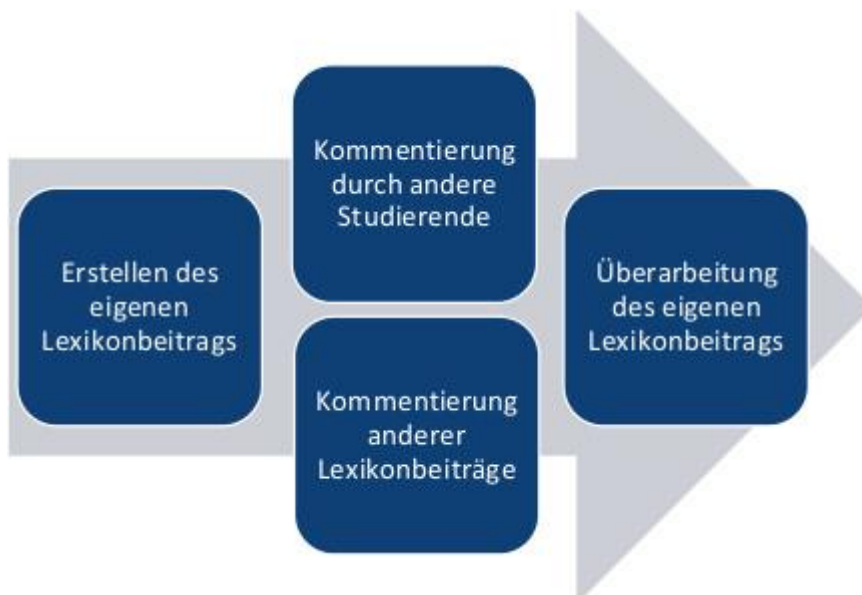 Erstellen des
eigenen
Lexikonbeitrags
Kommentierung
durch andere
Studierende
Kommentierung
anderer
Lexikonbeiträge
Überarbeitung
des eigenen
Lexikonbeitrags